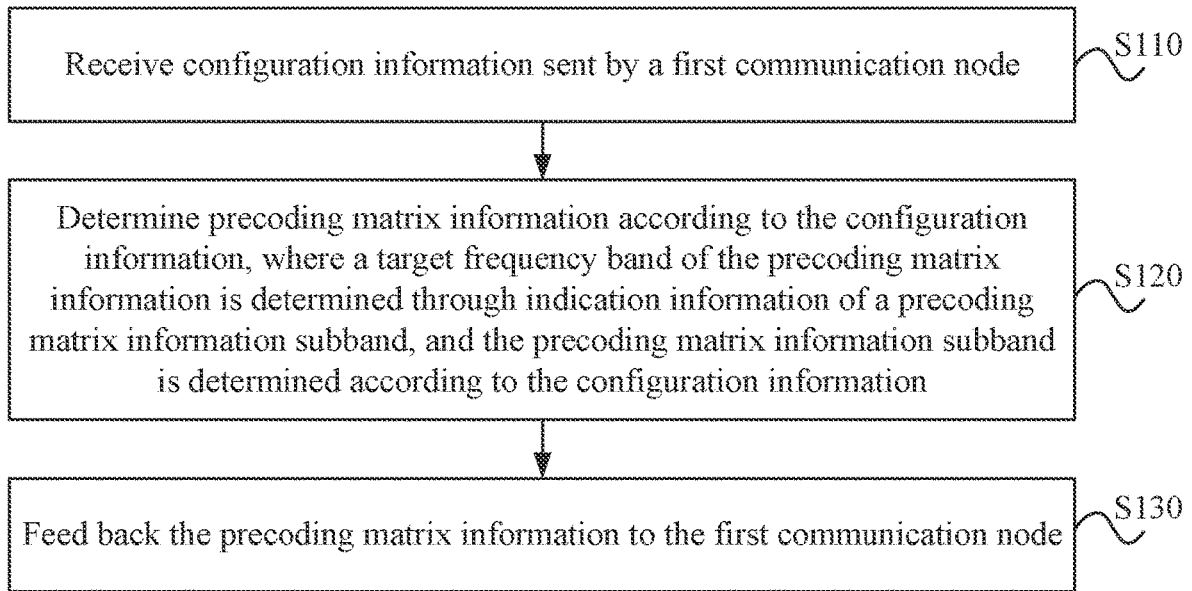 Receive configuration information sent by a first communication node
S110
Determine precoding matrix information according to the configuration
information, where a target frequency band of the precoding matrix
information is determined through indication information of a precoding
matrix information subband, and the precoding matrix information subband
is determined according to the configuration information
S120
Feed back the precoding matrix information to the first communication node
S130